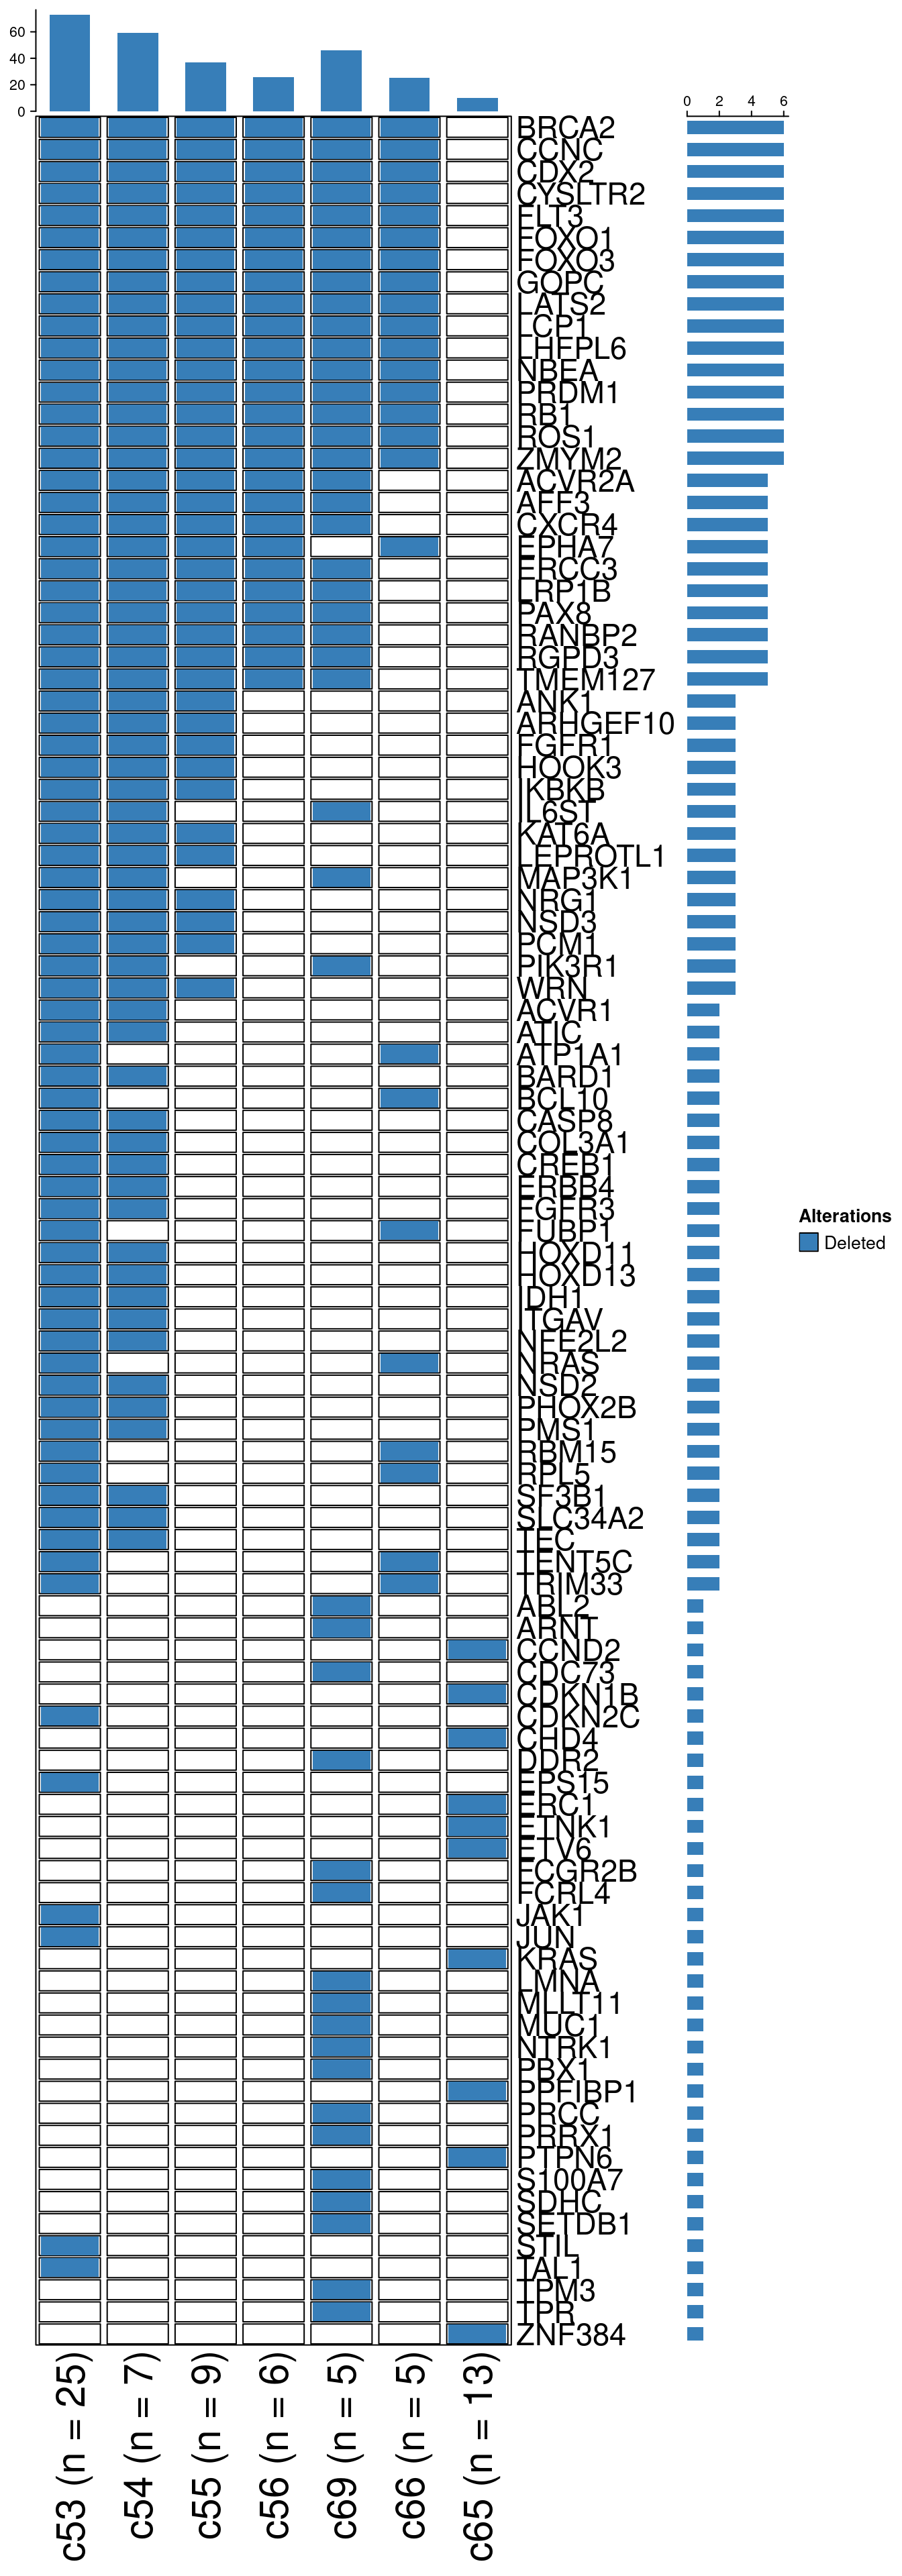 60
40
20
0
0 2 4 6
BRCA2
CCNC
CDX2
CYSLTR2
FLT3
FOXO1
FOXO3
GOPC
LATS2
LCP1
LHFPL6
NBEA
PRDM1
RB1
ROS1
ZMYM2
ACVR2A
AFF3
CXCR4
EPHA7
ERCC3
LRP1B
PAX8
RANBP2
RGPD3
TMEM127
ANK1
ARHGEF10
FGFR1
HOOK3
IKBKB
IL6ST
KAT6A
LEPROTL1
MAP3K1
NRG1
NSD3
PCM1
PIK3R1
WRN
ACVR1
ATIC
ATP1A1
BARD1
BCL10
CASP8
COL3A1
CREB1
ERBB4
FGFR3
FUBP1
HOXD11
HOXD13
IDH1
ITGAV
NFE2L2
NRAS
NSD2
PHOX2B
PMS1
RBM15
RPL5
SF3B1
SLC34A2
TEC
TENT5C
TRIM33
ABL2
ARNT
CCND2
CDC73
CDKN1B
CDKN2C
CHD4
DDR2
EPS15
ERC1
ETNK1
ETV6
FCGR2B
FCRL4
JAK1
JUN
KRAS
LMNA
MLLT11
MUC1
NTRK1
PBX1
PPFIBP1
PRCC
PRRX1
PTPN6
S100A7
SDHC
SETDB1
STIL
TAL1
TPM3
TPR
ZNF384
Alterations
Deleted
c53 (n = 25)
c54 (n = 7)
c55 (n = 9)
c56 (n = 6)
c69 (n = 5)
c66 (n = 5)
c65 (n = 13)